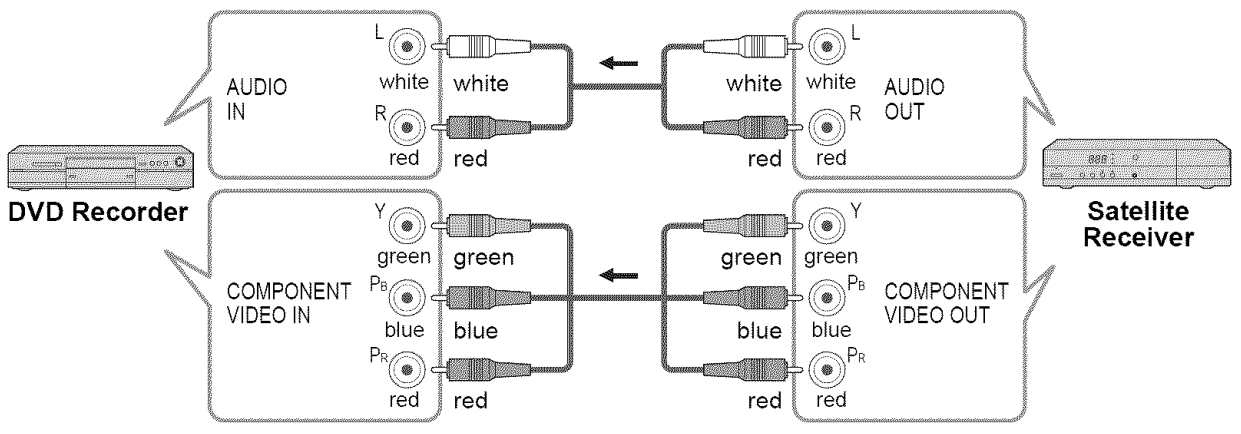 L
white
white
AUDIO
IN
R
red
red
white
L
white
AUDIO
OUT
red
R
red
DVD Recorder
Satellite
Receiver
Y
green
green
COMPONENT
VIDEO IN
PB
blue
blue
PR
red
red
green
Y
green
COMPONENT
VIDEO OUT
blue
PB
blue
red
PR
red